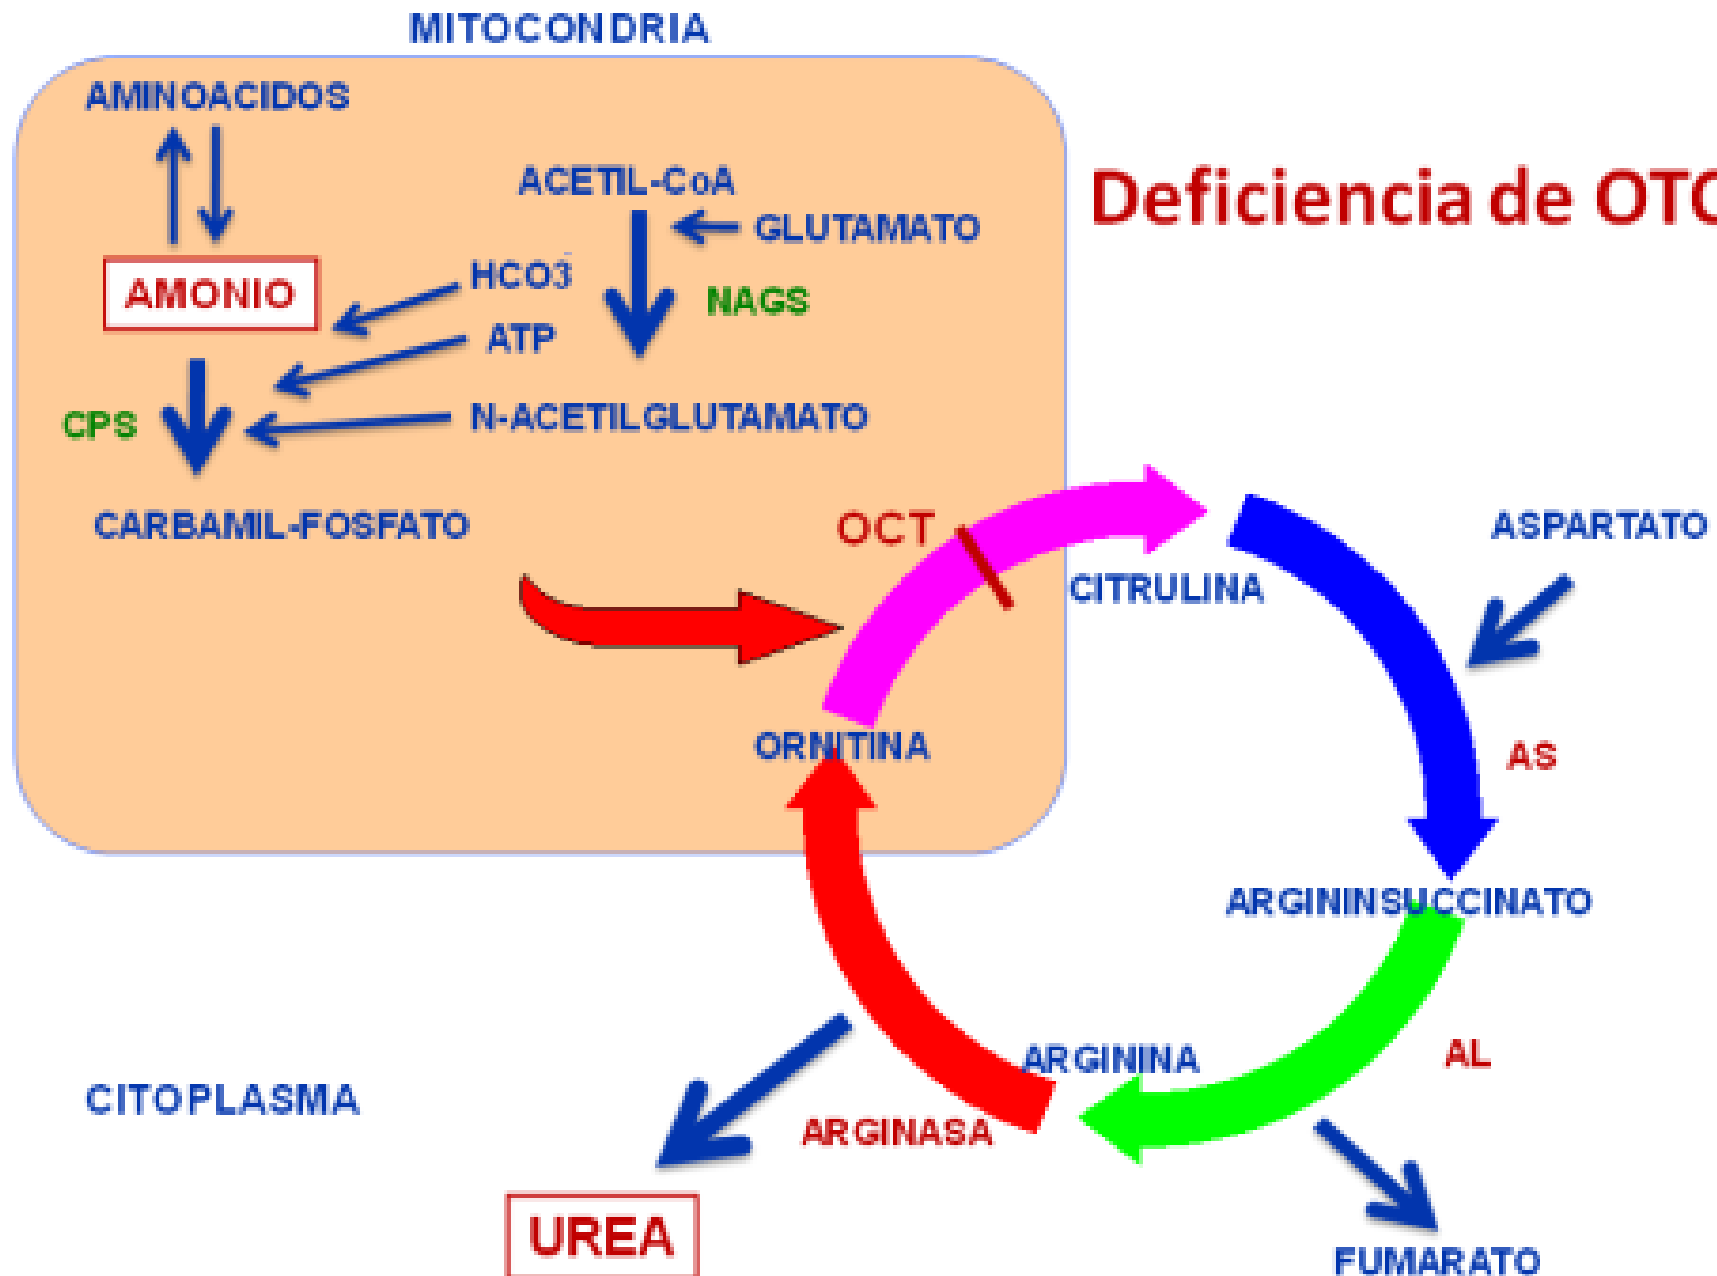 MITOCONDRIA
AMINOACIDOS
ACETIL-CoA
Deficiencia de OTC
GLUTAMATO
HCO3⁻
AMONIO
NAGS
ATP
CPS
N-ACETILGLUTAMATO
CARBAMIL-FOSFATO
OCT
ASPARTATO
CITRULINA
ORNITINA
AS
ARGININSUCCINATO
ARGININA
AL
CITOPLASMA
ARGINASA
UREA
FUMARATO